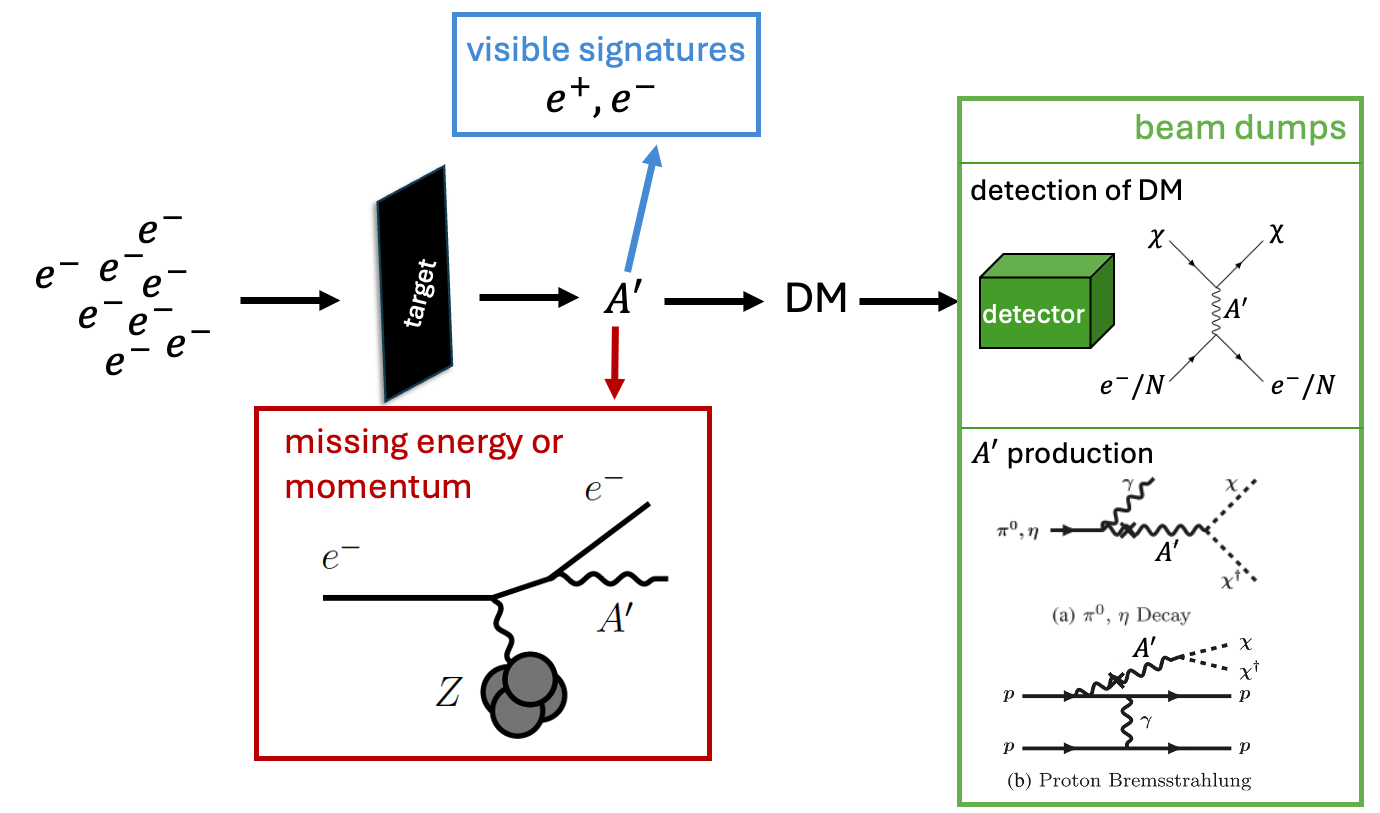 visible signatures
e⁺, e⁻
beam dumps
detection of DM
χ
χ
detector
A′
e⁻/N
e⁻/N
e⁻
e⁻
e⁻
e⁻
e⁻
e⁻
e⁻
e⁻
target
A′
DM
missing energy or
momentum
e⁻
e⁻
A′
Z
A′ production
γ
χ
π⁰, η
A′
χ†
(a) π⁰, η Decay
A′
χ
χ†
p
p
γ
p
p
(b) Proton Bremsstrahlung